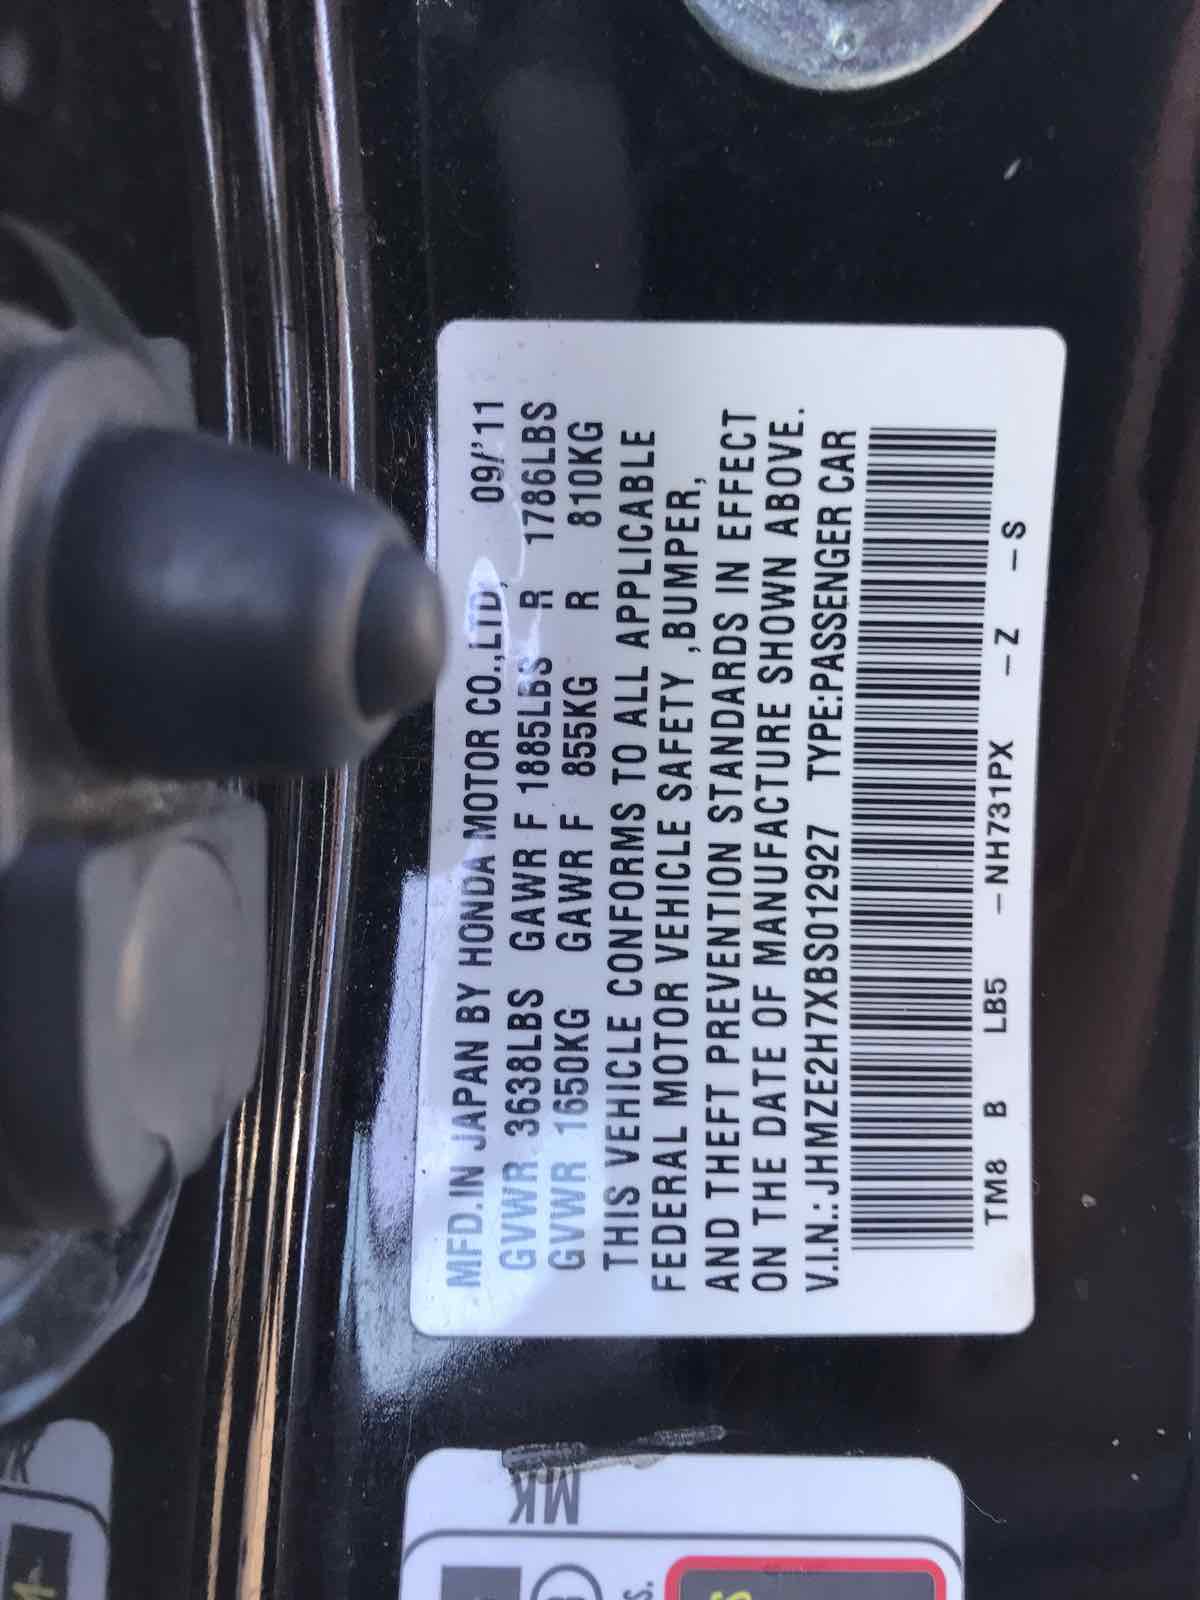 MFD.IN JAPAN BY HONDA MOTOR CO.,LTD, 09/'11
GVWR 3638LBS GAWR F 1885LBS R 1786LBS
GVWR 1650KG GAWR F 855KG R 810KG
THIS VEHICLE CONFORMS TO ALL APPLICABLE
FEDERAL MOTOR VEHICLE SAFETY ,BUMPER,
AND THEFT PREVENTION STANDARDS IN EFFECT
ON THE DATE OF MANUFACTURE SHOWN ABOVE.
V.I.N.:JHMZE2H7XBS012927 TYPE:PASSENGER CAR
TM8 B LB5 -NH731PX -Z -S
MK